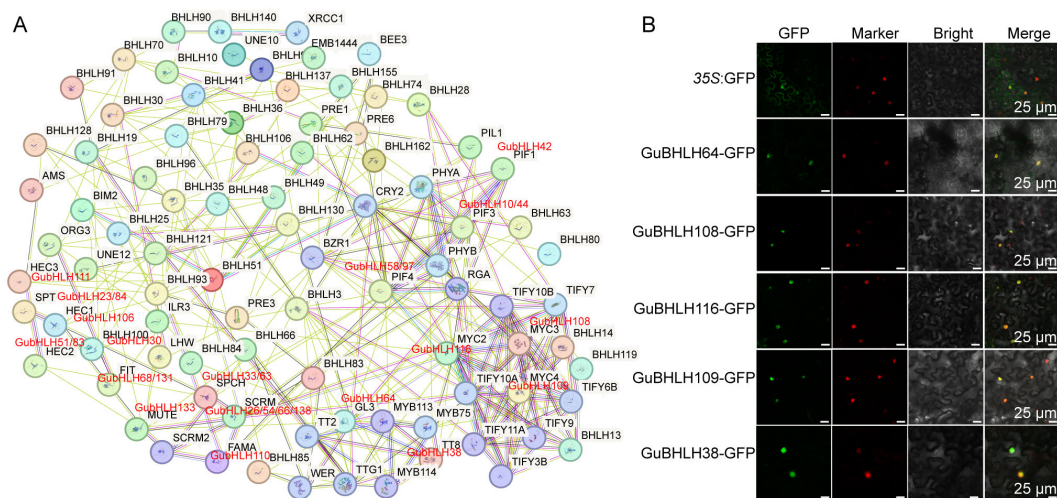 A
BHLH90
BHLH140
XRCC1
UNE10
EMB1444
BEE3
BHLH70
BHLH10
BHLH9
BHLH91
BHLH41
BHLH137
BHLH155
BHLH74
BHLH28
BHLH30
BHLH36
PRE1
BHLH128
BHLH19
BHLH79
BHLH106
BHLH62
PRE6
PIL1
GubHLH42
PIF1
AMS
BHLH96
BHLH162
BHLH35
BHLH48
BHLH49
CRY2
PHYA
BIM2
GubHLH10/44
BHLH25
BHLH130
PIF3
BHLH63
ORG3
UNE12
BHLH121
BZR1
PHYB
BHLH80
HEC3
GubHLH111
BHLH93
BHLH51
GubHLH58/97
PIF4
RGA
SPT
GubHLH23/84
ILR3
PRE3
BHLH3
TIFY10B
TIFY7
HEC1
GubHLH106
GubHLH108
GubHLH51/83
BHLH100
GubHLH30
LHW
BHLH66
MYC2
MYC3
BHLH14
HEC2
BHLH84
BHLH83
GubHLH116
BHLH119
FIT
GubHLH68/131
GubHLH33/63
TIFY10A
MYC4
GubHLH109
TIFY6B
GubHLH133
SPCH
GubHLH64
MUTE
GubHLH26/54/66/138
SCRM
GL3
MYB113
MYB75
TIFY9
TIFY11A
BHLH13
SCRM2
FAMA
GubHLH110
TT2
GubHLH38
TT8
BHLH85
WER
TTG1
MYB114
TIFY3B
B
GFP
Marker
Bright
Merge
35S:GFP
25 µm
GuBHLH64-GFP
25 µm
GuBHLH108-GFP
25 µm
GuBHLH116-GFP
25 µm
GuBHLH109-GFP
25 µm
GuBHLH38-GFP
25 µm